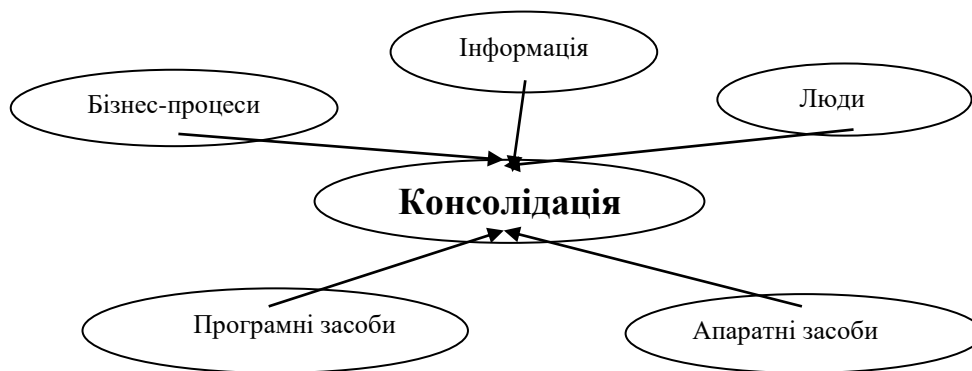 Інформація
Бізнес-процеси
Люди
Консолідація
Програмні засоби
Апаратні засоби